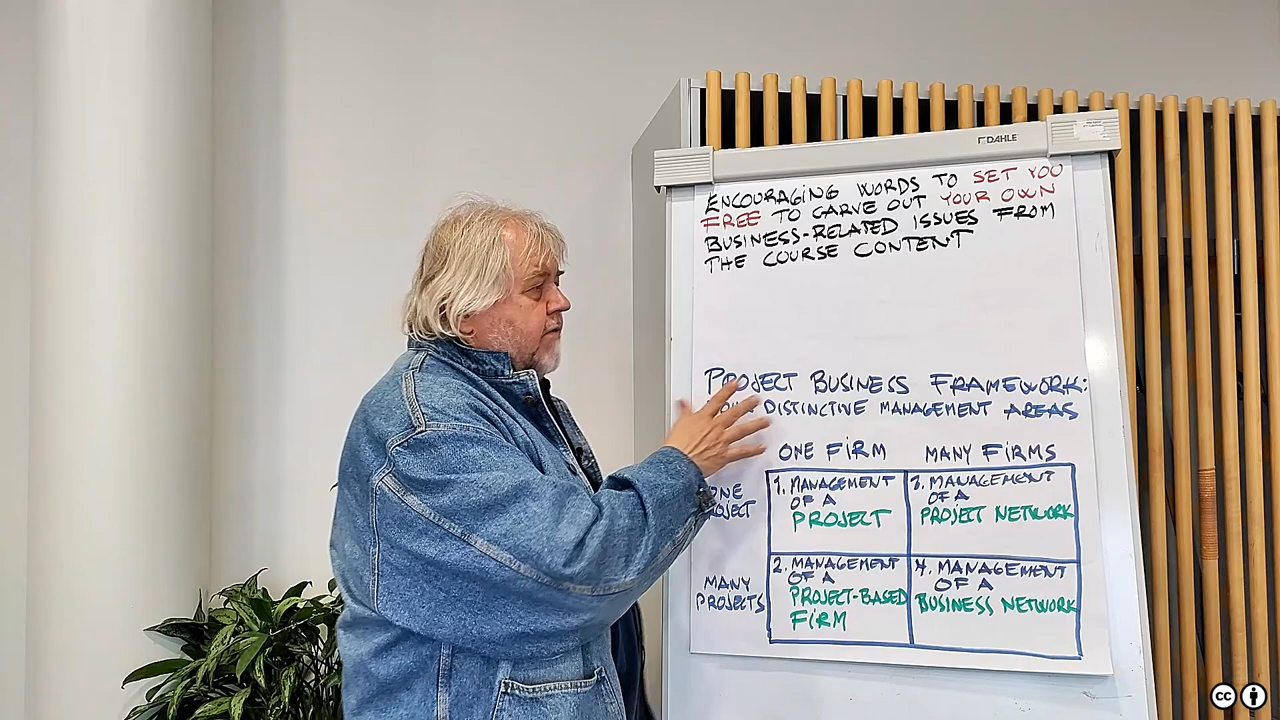 DAHLE
ENCOURAGING WORDS TO SET YOU
FREE TO CARVE OUT YOUR OWN
BUSINESS-RELATED ISSUES FROM
THE COURSE CONTENT
PROJECT BUSINESS FRAMEWORK:
DISTINCTIVE MANAGEMENT AREAS
ONE FIRM
MANY FIRMS
ONE
PROJECT
1. MANAGEMENT
OF A
PROJECT
3. MANAGEMENT
OF A
PROJECT NETWORK
MANY
PROJECTS
2. MANAGEMENT
OF A
PROJECT-BASED
FIRM
4. MANAGEMENT
OF A
BUSINESS NETWORK
cc